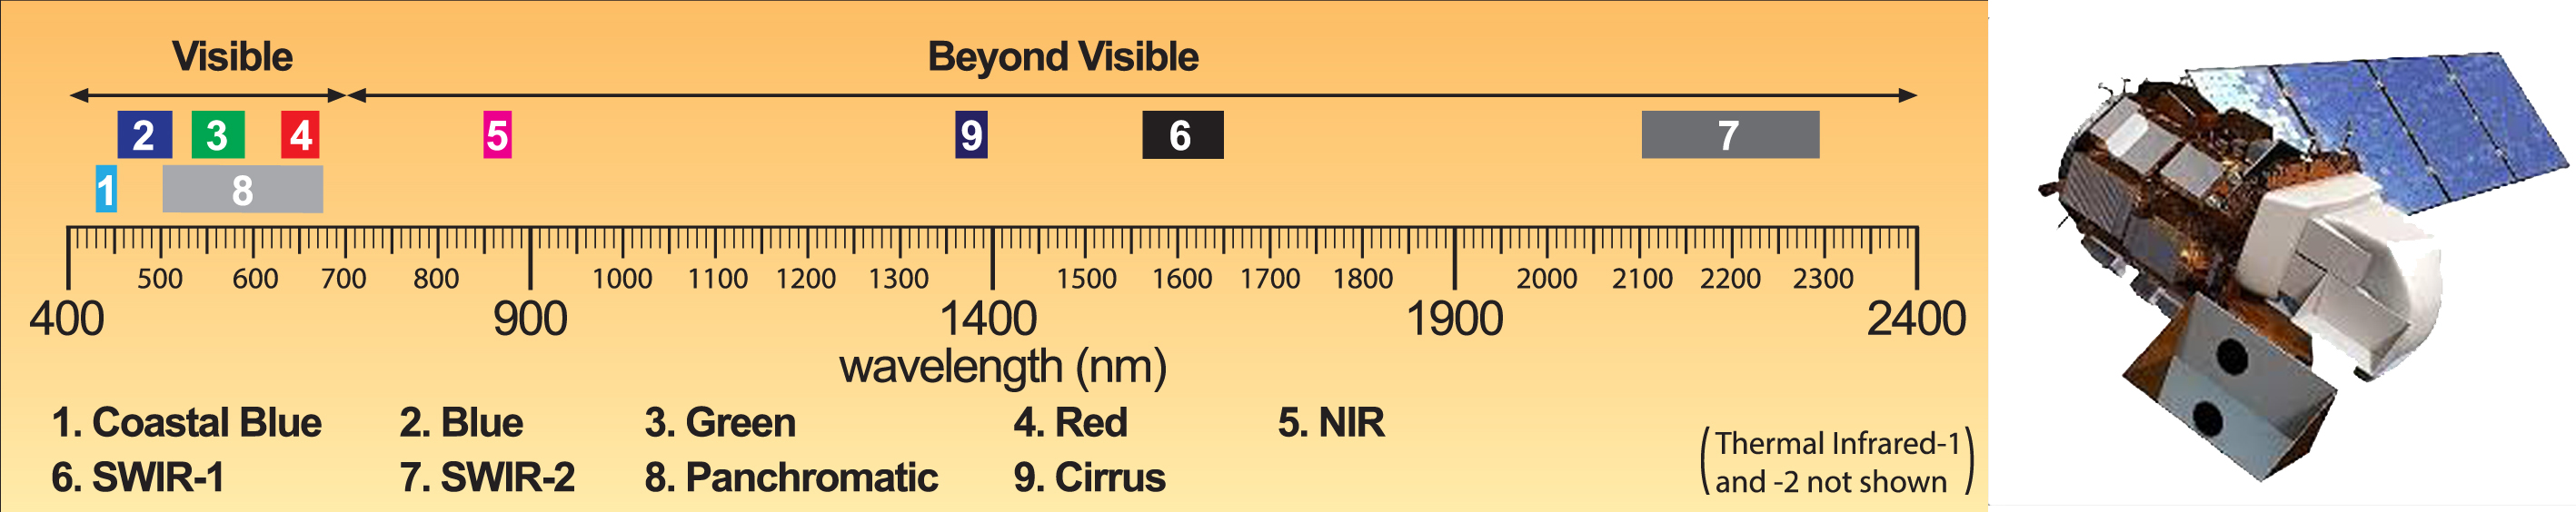 Visible
Beyond Visible
2 3 4 5 9 6 7
1 8
500 600 700 800 1000 1100 1200 1300 1500 1600 1700 1800 2000 2100 2200 2300
400 900 1400 1900 2400
wavelength (nm)
1. Coastal Blue 2. Blue 3. Green 4. Red 5. NIR
6. SWIR-1 7. SWIR-2 8. Panchromatic 9. Cirrus
(Thermal Infrared-1
and -2 not shown)